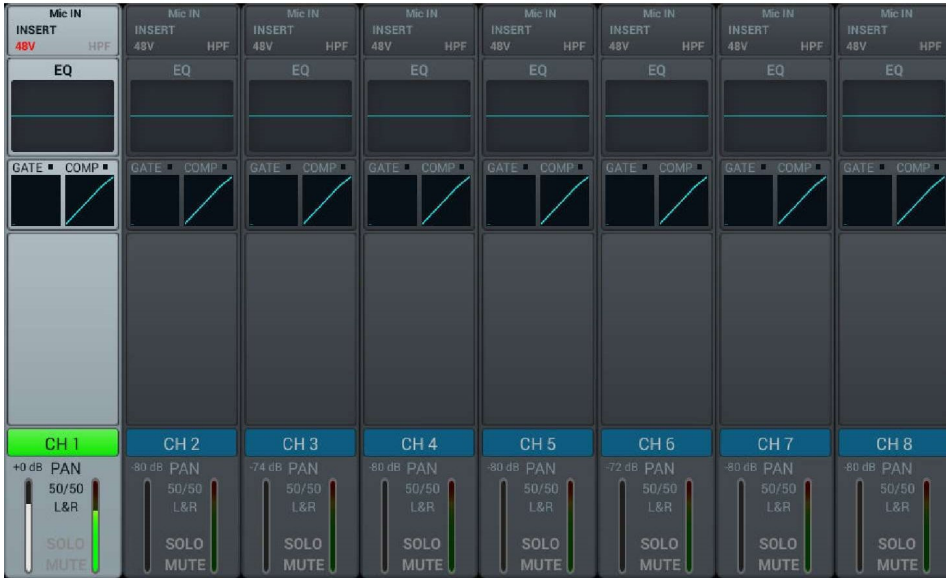 Mic IN Mic IN Mic IN Mic IN Mic IN Mic IN Mic IN Mic IN
INSERT INSERT INSERT INSERT INSERT INSERT INSERT INSERT
48V HPF 48V HPF 48V HPF 48V HPF 48V HPF 48V HPF 48V HPF 48V HPF
EQ EQ EQ EQ EQ EQ EQ EQ
GATE COMP GATE COMP GATE COMP GATE COMP GATE COMP GATE COMP GATE COMP GATE COMP
CH 1 CH 2 CH 3 CH 4 CH 5 CH 6 CH 7 CH 8
+0 dB PAN -80 dB PAN -74 dB PAN -80 dB PAN -80 dB PAN -72 dB PAN -80 dB PAN -80 dB PAN
50/50 50/50 50/50 50/50 50/50 50/50 50/50 50/50
L&R L&R L&R L&R L&R L&R L&R L&R
SOLO SOLO SOLO SOLO SOLO SOLO SOLO SOLO
MUTE MUTE MUTE MUTE MUTE MUTE MUTE MUTE